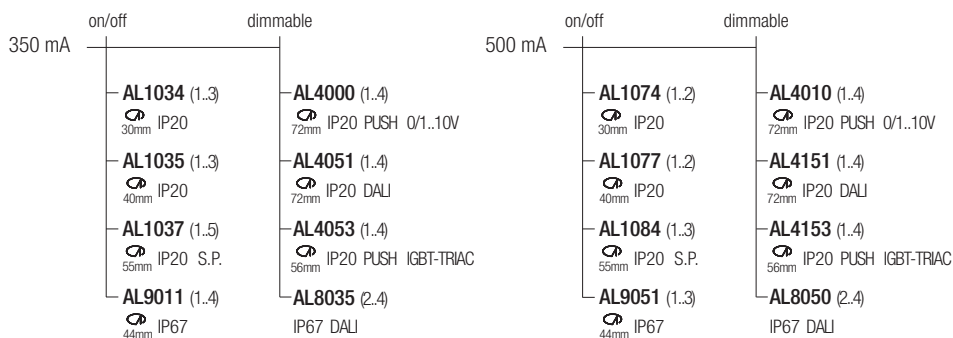 on/off dimmable
350 mA
AL1034 (1..3)
30mm IP20
AL1035 (1..3)
40mm IP20
AL1037 (1..5)
55mm IP20 S.P.
AL9011 (1..4)
44mm IP67
AL4000 (1..4)
72mm IP20 PUSH 0/1..10V
AL4051 (1..4)
72mm IP20 DALI
AL4053 (1..4)
56mm IP20 PUSH IGBT-TRIAC
AL8035 (2..4)
IP67 DALI
on/off dimmable
500 mA
AL1074 (1..2)
30mm IP20
AL1077 (1..2)
40mm IP20
AL1084 (1..3)
55mm IP20 S.P.
AL9051 (1..3)
44mm IP67
AL4010 (1..4)
72mm IP20 PUSH 0/1..10V
AL4151 (1..4)
72mm IP20 DALI
AL4153 (1..4)
56mm IP20 PUSH IGBT-TRIAC
AL8050 (2..4)
IP67 DALI